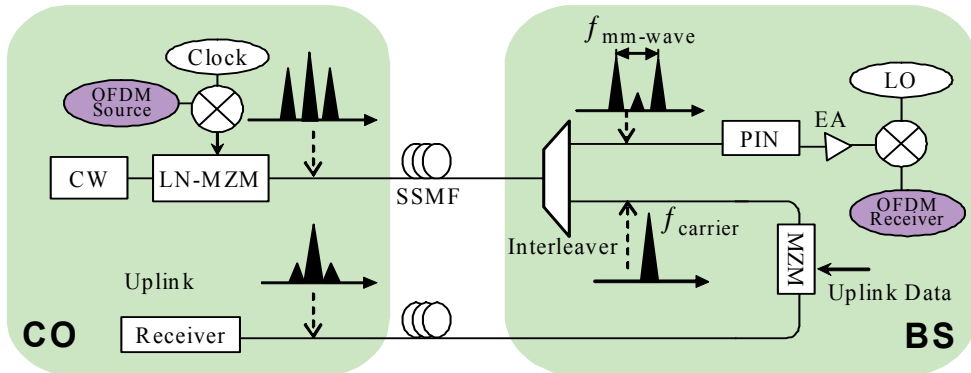 Clock
OFDM
Source
CW
LN-MZM
SSMF
Uplink
Receiver
CO
f mm-wave
Interleaver
f carrier
PIN
EA
LO
OFDM
Receiver
MZM
Uplink Data
BS